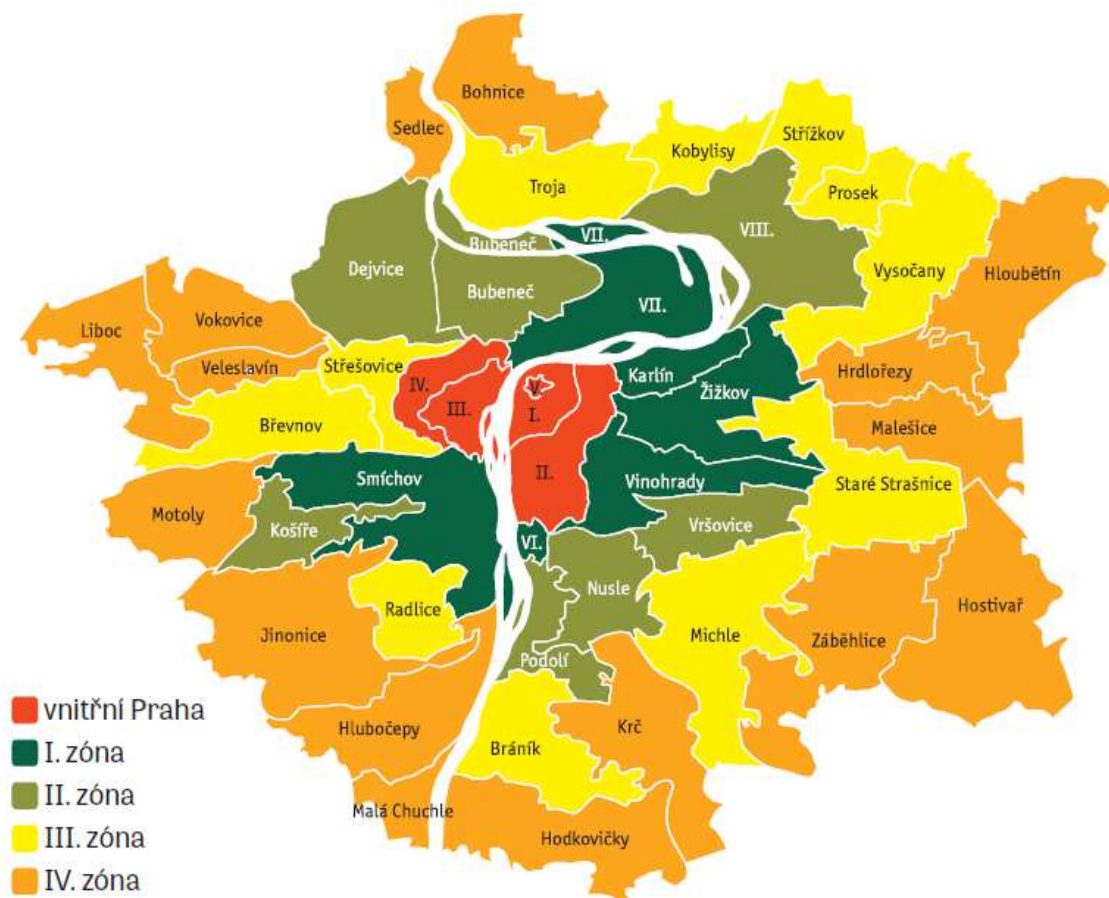 Bohnice
Sedlec
Střížkov
Kobylisy
Troja
Prosek
Bubeneč
VII.
VIII.
Dejvice
Vysočany
Hloubětín
Bubeneč
VII.
Liboc
Vokovice
Veleslavín
Střešovice
Karlín
Hrdlořezy
IV.
V.
Žižkov
III.
I.
Břevnov
Malešice
II.
Smíchov
Vinohrady
Staré Strašnice
Motoly
Košíře
Vršovice
VI.
Nusle
Hostivař
Radlice
Jinonice
Michle
Záběhlice
Podolí
vnitřní Praha
Hlubočepy
Krč
I. zóna
Bráník
II. zóna
Malá Chuchle
III. zóna
Hodkovičky
IV. zóna